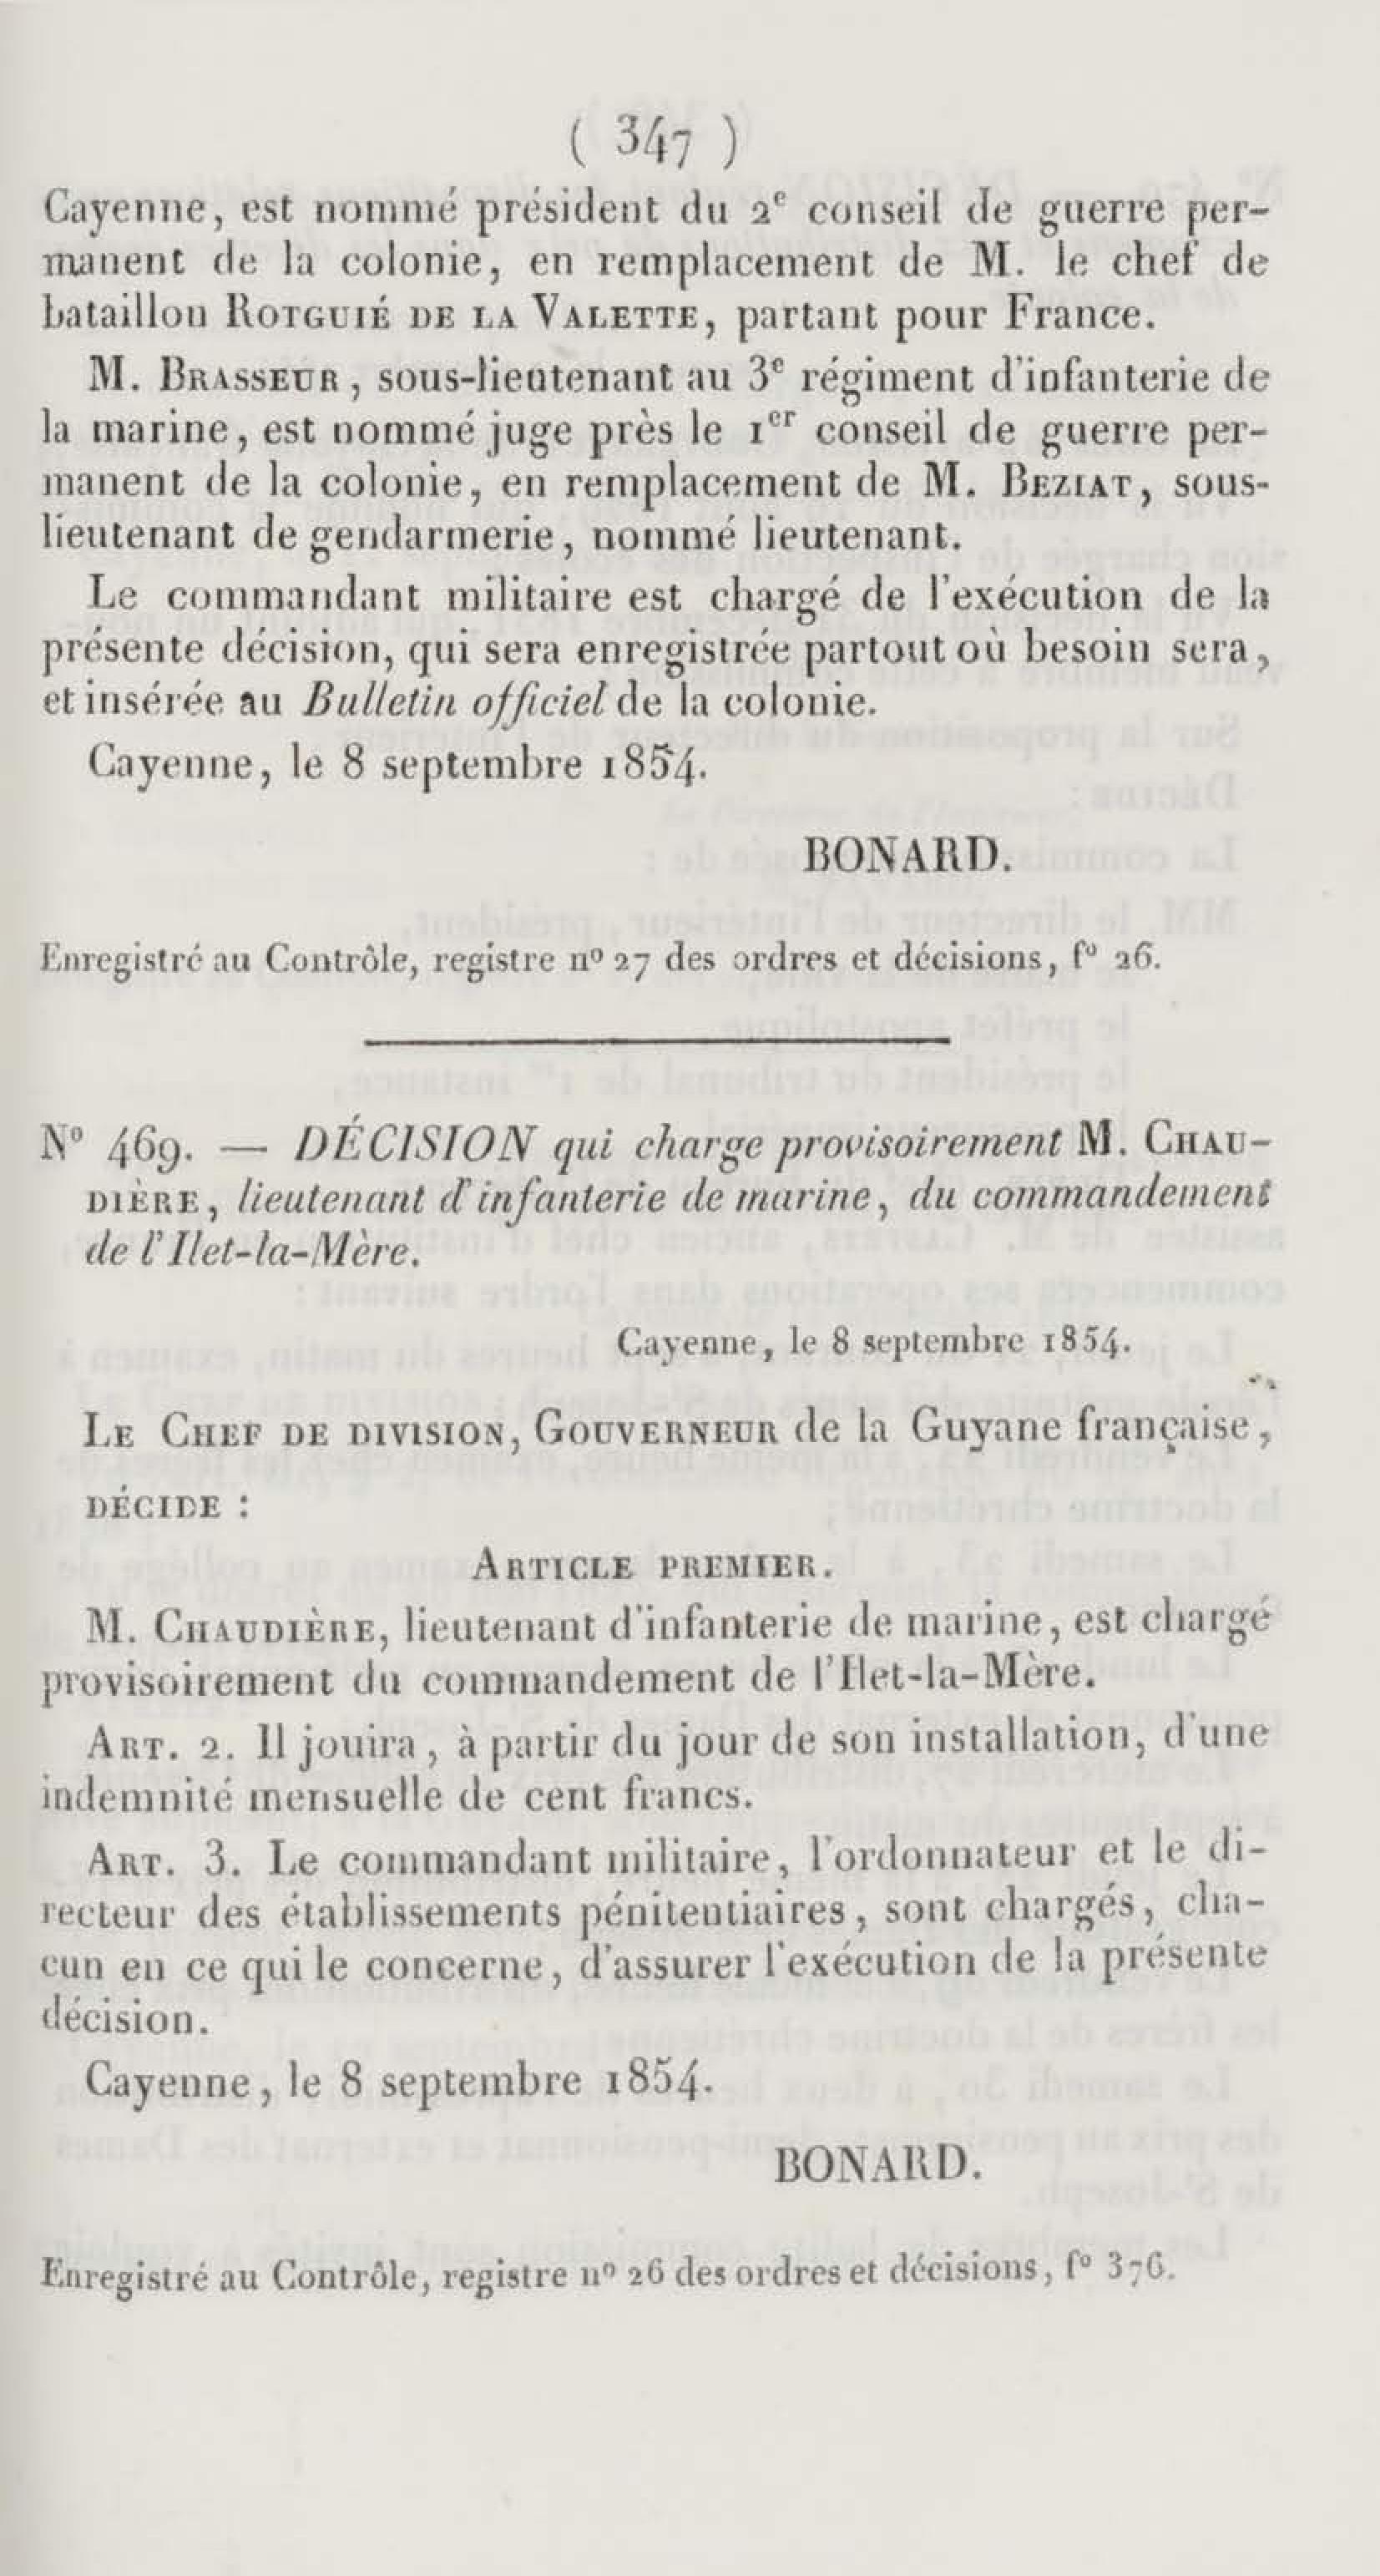 ( 347 )
Cayenne, est nommé président du 2e conseil de guerre per-
manent de la colonie, en remplacement de M. le chef de
bataillon ROTGUIÉ DE LA VALETTE, partant pour France.
M. BRASSEUR, sous-lieutenant au 3e régiment d'infanterie de
la marine, est nommé juge près le 1er conseil de guerre per-
manent de la colonie, en remplacement de M. BEZIAT, sous-
lieutenant de gendarmerie, nommé lieutenant.
Le commandant militaire est chargé de l'exécution de la
présente décision, qui sera enregistrée partout où besoin sera,
et insérée au Bulletin officiel de la colonie.
Cayenne, le 8 septembre 1854.
BONARD.
Enregistré au Contrôle, registre no 27 des ordres et décisions, fo 26.
No 469. — DÉCISION qui charge provisoirement M. CHAU-
DIÈRE, lieutenant d'infanterie de marine, du commandement
de l'Ilet-la-Mère.
Cayenne, le 8 septembre 1854.
LE CHEF DE DIVISION, GOUVERNEUR de la Guyane française,
DÉCIDE :
ARTICLE PREMIER.
M. CHAUDIÈRE, lieutenant d'infanterie de marine, est chargé
provisoirement du commandement de l'Ilet-la-Mère.
ART. 2. Il jouira, à partir du jour de son installation, d'une
indemnité mensuelle de cent francs.
ART. 3. Le commandant militaire, l'ordonnateur et le di-
recteur des établissements pénitentiaires, sont chargés, cha-
cun en ce qui le concerne, d'assurer l'exécution de la présente
décision.
Cayenne, le 8 septembre 1854.
BONARD.
Enregistré au Contrôle, registre no 26 des ordres et décisions, fo 376.